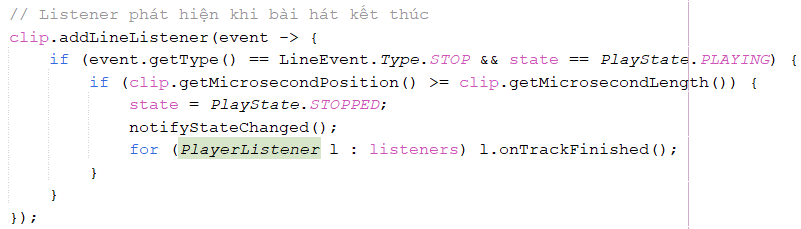 // Listener phát hiện khi bài hát kết thúc
clip.addLineListener(event -> {
    if (event.getType() == LineEvent.Type.STOP && state == PlayState.PLAYING) {
        if (clip.getMicrosecondPosition() >= clip.getMicrosecondLength()) {
            state = PlayState.STOPPED;
            notifyStateChanged();
            for (PlayerListener l : listeners) l.onTrackFinished();
        }
    }
});